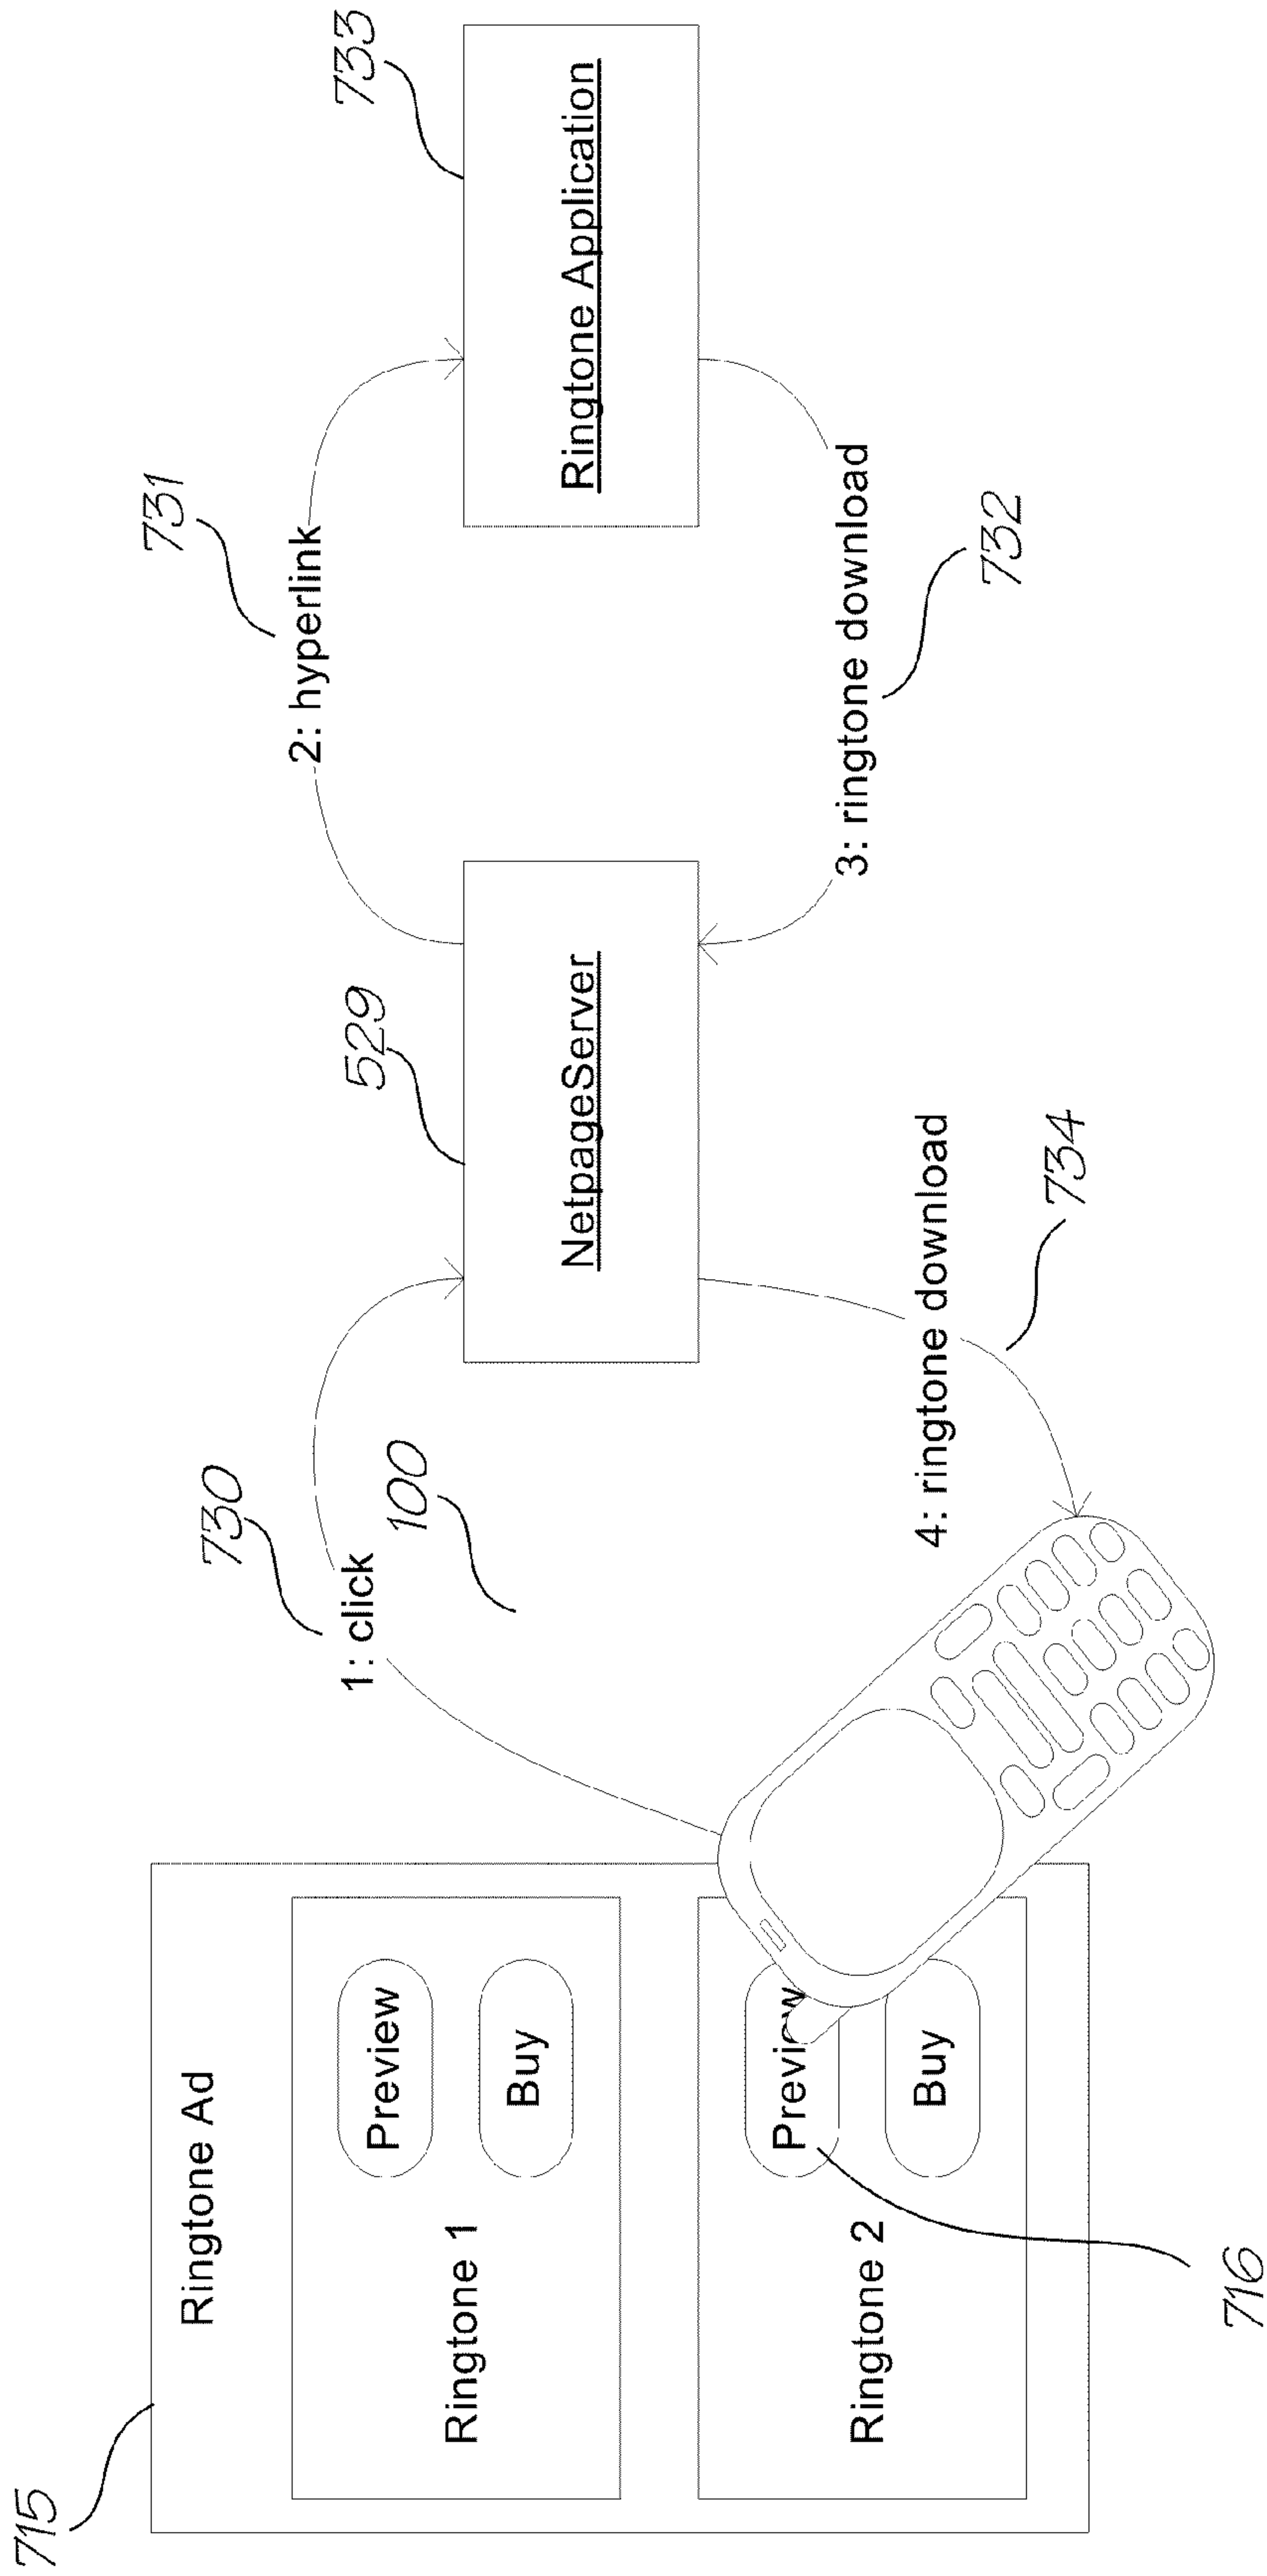 715
Ringtone Ad
Ringtone 1
Preview
Buy
Ringtone 2
Preview
Buy
716
730
1: click
100
529
NetpageServer
731
2: hyperlink
733
Ringtone Application
3: ringtone download
732
4: ringtone download
734